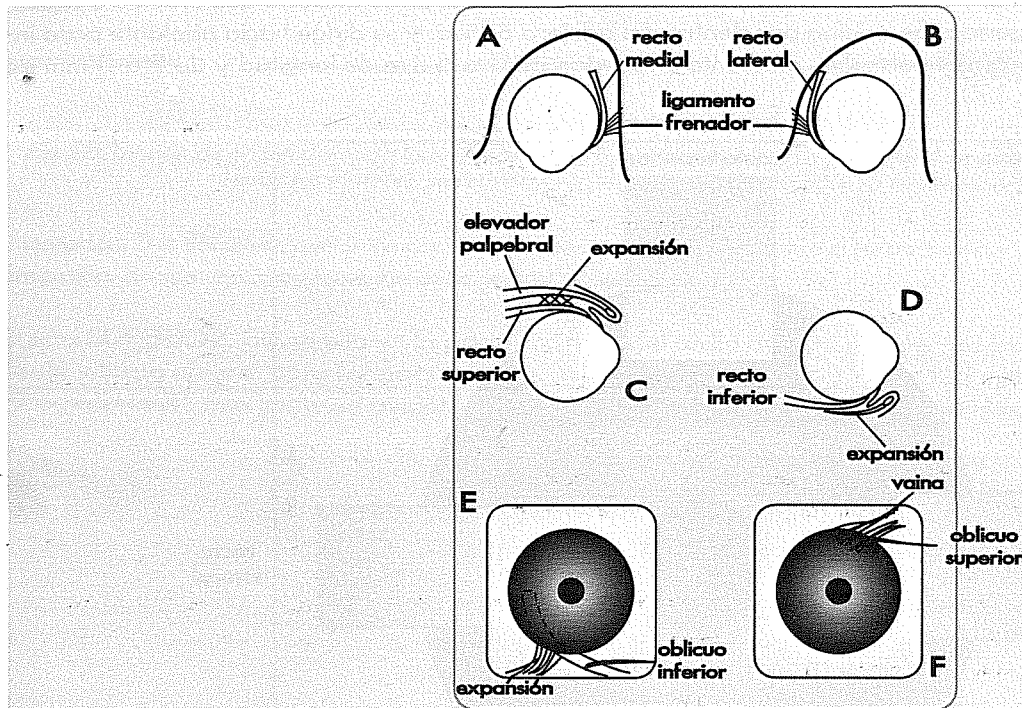 A
recto
medial
recto
lateral
B
ligamento
frenador
elevador
palpebral
expansión
recto
superior
C
D
recto
inferior
expansión
E
oblicuo
inferior
expansión
vaina
oblicuo
superior
F